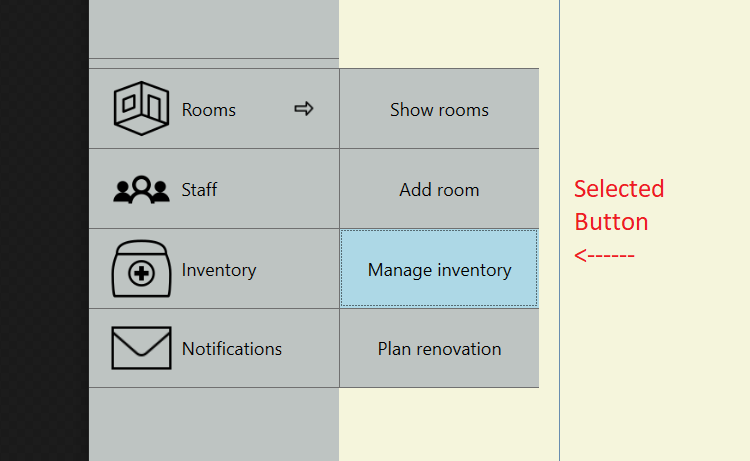 Rooms
Show rooms
Staff
Add room
Inventory
Manage inventory
Notifications
Plan renovation
Selected
Button
<------